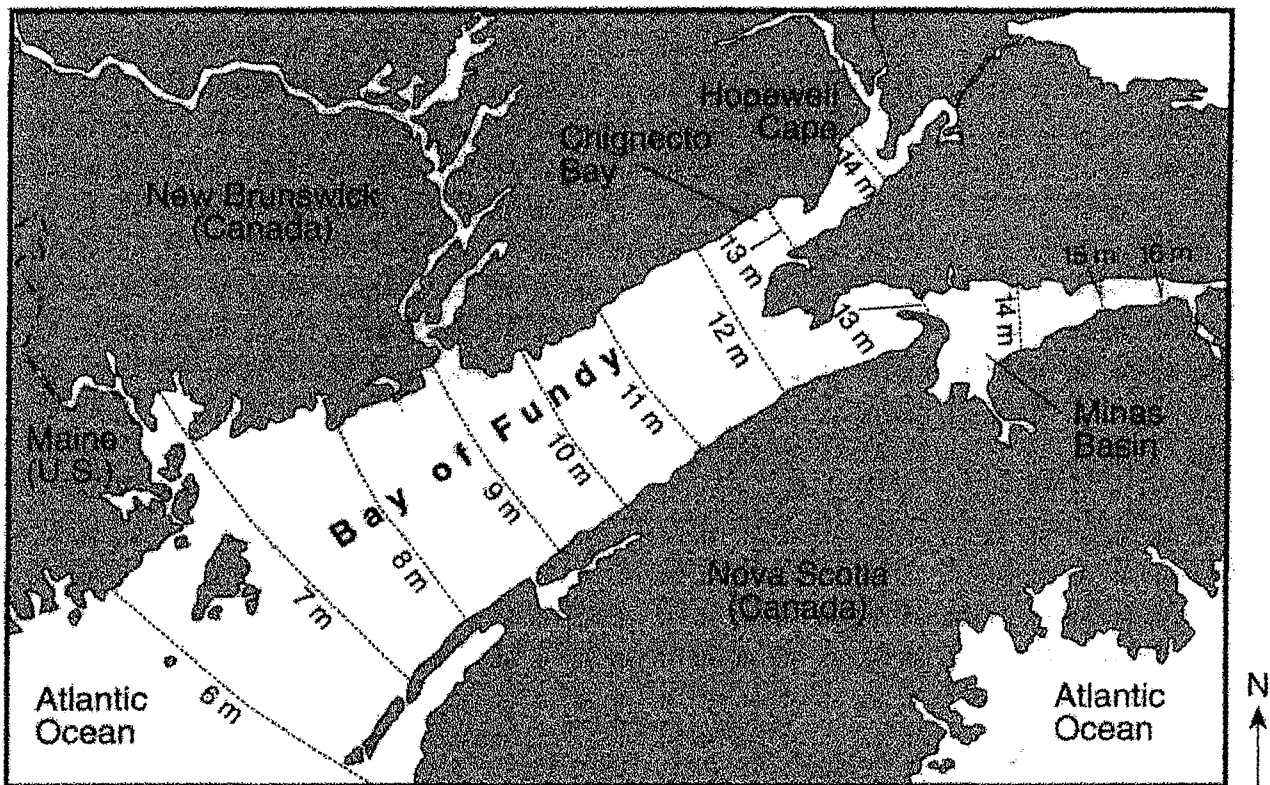 Hopewell
Cape
Chignecto
Bay
14 m
New Brunswick
(Canada)
13 m
15 m
16 m
12 m
13 m
14 m
11 m
Bay of Fundy
10 m
Minas
Basin
Maine
(U.S.)
9 m
8 m
7 m
Nova Scotia
(Canada)
6 m
Atlantic
Ocean
Atlantic
Ocean
N